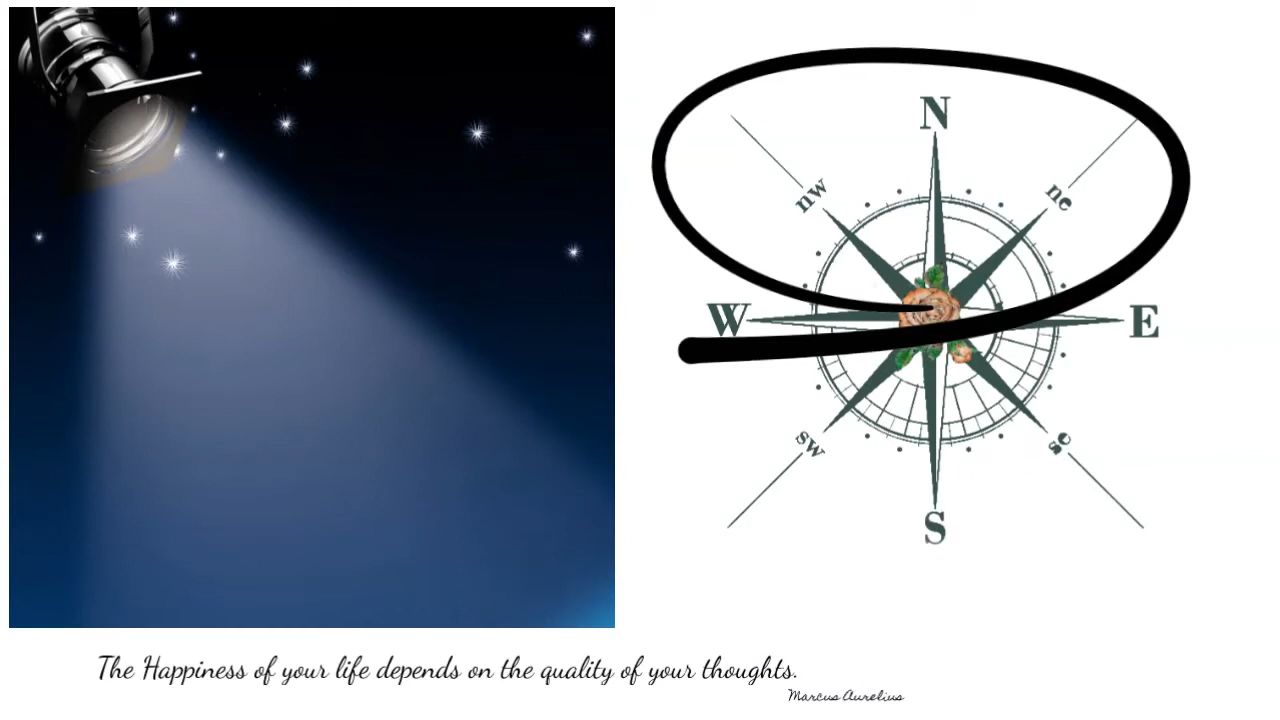 N
nw
ne
W
E
sw
se
S
The Happiness of your life depends on the quality of your thoughts.
Marcus Aurelius